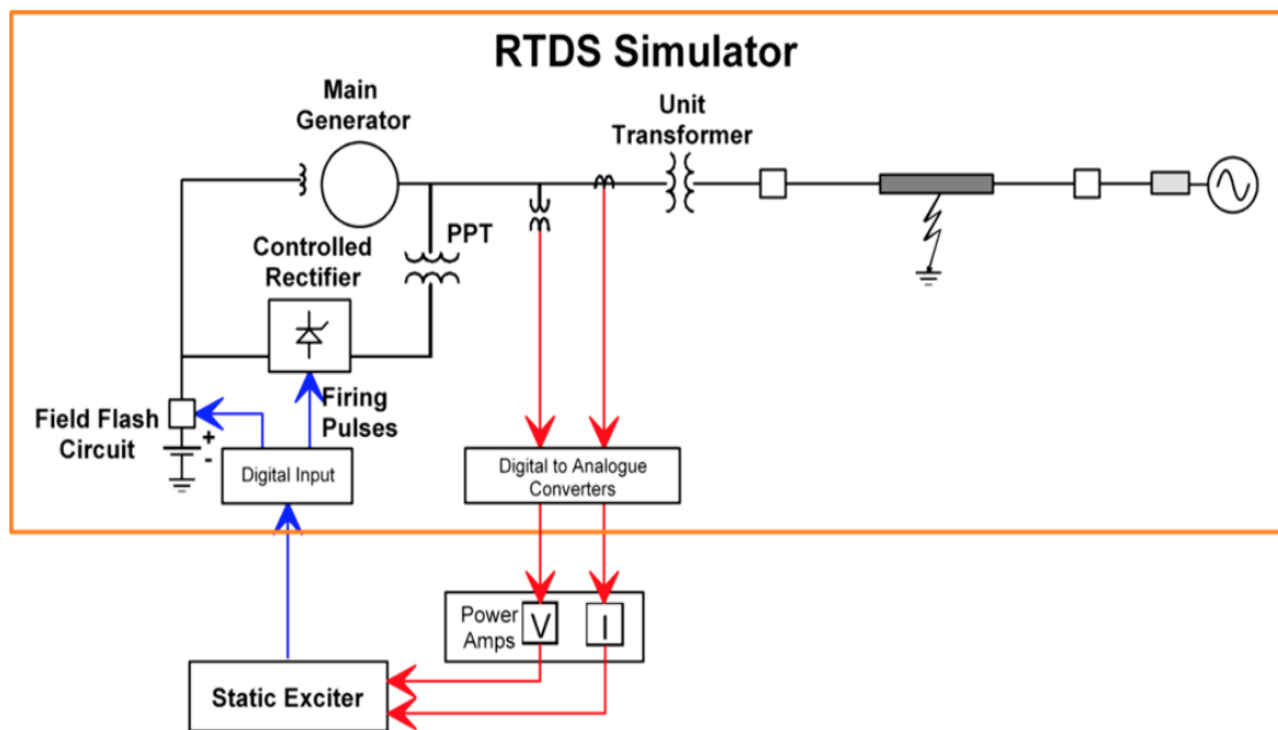 RTDS Simulator
Main
Generator
Unit
Transformer
PPT
Controlled
Rectifier
Firing
Pulses
Field Flash
Circuit
+
-
Digital Input
Digital to Analogue
Converters
Power
Amps
V
I
Static Exciter